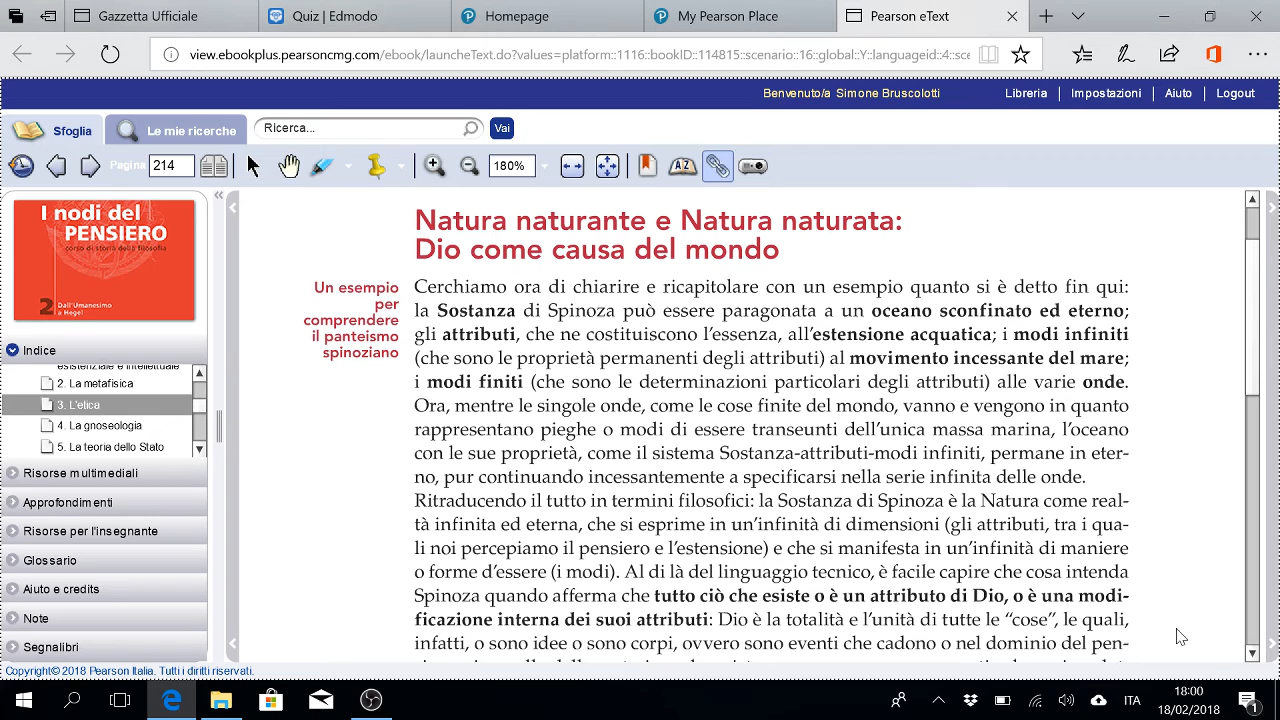 Gazzetta Ufficiale
Quiz | Edmodo
Homepage
My Pearson Place
Pearson eText
view.ebookplus.pearsoncmg.com/ebook/launcheText.do?values=platform::1116::bookID::114815::scenario::16::global::Y::languageid::4::sce
Benvenuto/a Simone Bruscolotti
Libreria
Impostazioni
Aiuto
Logout
Sfoglia
Le mie ricerche
Ricerca...
Vai
Pagina 214
180%
I nodi del
PENSIERO
corso di storia della filosofia
2 Dall'Umanesimo
a Hegel
Indice
esistenziale e intellettuale
2. La metafisica
3. L'etica
4. La gnoseologia
5. La teoria dello Stato
Risorse multimediali
Approfondimenti
Risorse per l'insegnante
Glossario
Aiuto e credits
Note
Segnalibri
Natura naturante e Natura naturata:
Dio come causa del mondo
Un esempio
per
comprendere
il panteismo
spinoziano
Cerchiamo ora di chiarire e ricapitolare con un esempio quanto si è detto fin qui:
la Sostanza di Spinoza può essere paragonata a un oceano sconfinato ed eterno;
gli attributi, che ne costituiscono l'essenza, all'estensione acquatica; i modi infiniti
(che sono le proprietà permanenti degli attributi) al movimento incessante del mare;
i modi finiti (che sono le determinazioni particolari degli attributi) alle varie onde.
Ora, mentre le singole onde, come le cose finite del mondo, vanno e vengono in quanto
rappresentano pieghe o modi di essere transeunti dell'unica massa marina, l'oceano
con le sue proprietà, come il sistema Sostanza-attributi-modi infiniti, permane in eter-
no, pur continuando incessantemente a specificarsi nella serie infinita delle onde.
Ritraducendo il tutto in termini filosofici: la Sostanza di Spinoza è la Natura come real-
tà infinita ed eterna, che si esprime in un'infinità di dimensioni (gli attributi, tra i qua-
li noi percepiamo il pensiero e l'estensione) e che si manifesta in un'infinità di maniere
o forme d'essere (i modi). Al di là del linguaggio tecnico, è facile capire che cosa intenda
Spinoza quando afferma che tutto ciò che esiste o è un attributo di Dio, o è una modi-
ficazione interna dei suoi attributi: Dio è la totalità e l'unità di tutte le “cose”, le quali,
infatti, o sono idee o sono corpi, ovvero sono eventi che cadono o nel dominio del pen-
Copyright© 2018 Pearson Italia. Tutti i diritti riservati.
ITA
18:00
18/02/2018
1